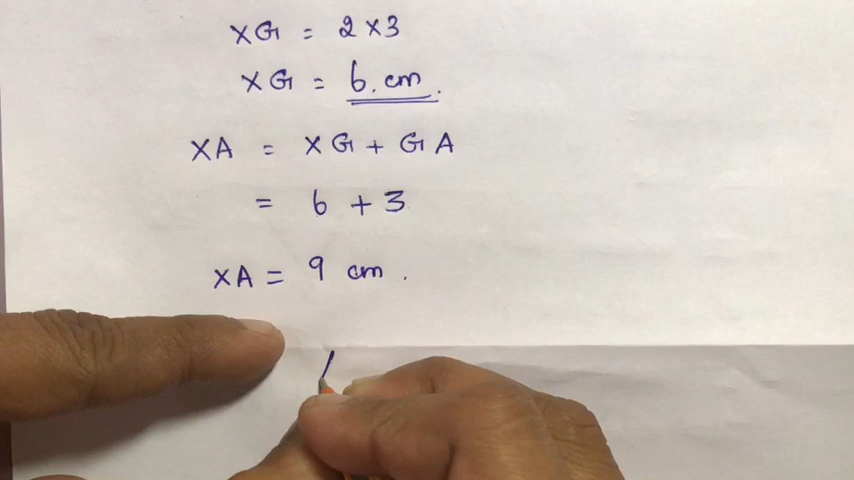 XG = 2 × 3
XG = 6. cm.
XA = XG + GA
= 6 + 3
XA = 9 cm.